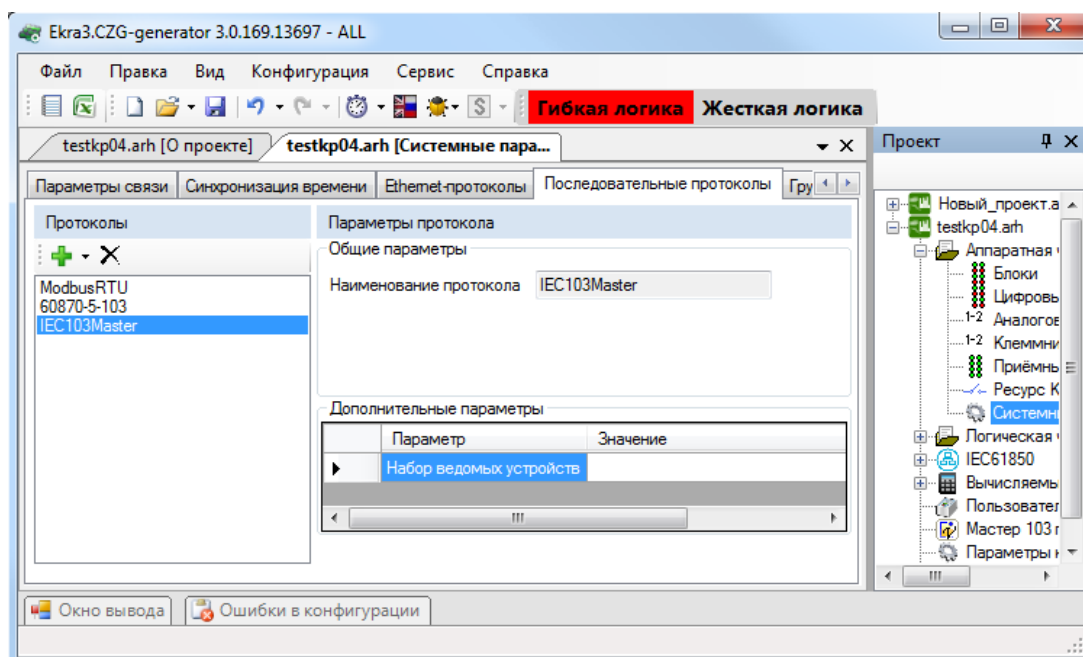 Ekra3.CZG-generator 3.0.169.13697 - ALL
Файл Правка Вид Конфигурация Сервис Справка
Гибкая логика Жесткая логика
testkp04.arh [О проекте] testkp04.arh [Системные пара...
Параметры связи Синхронизация времени Ethernet-протоколы Последовательные протоколы Гру
Протоколы
ModbusRTU
60870-5-103
IEC103Master
Параметры протокола
Общие параметры
Наименование протокола IEC103Master
Дополнительные параметры
Параметр Значение
Набор ведомых устройств
Проект
Новый_проект.а
testkp04.arh
Аппаратная ч
Блоки
Цифровы
1-2 Аналогов
1-2 Клеммни
Приёмнь
Ресурс К
Системн
Логическая ч
IEC61850
Вычисляемы
Пользовател
Мастер 103 г
Параметры к
Окно вывода Ошибки в конфигурации